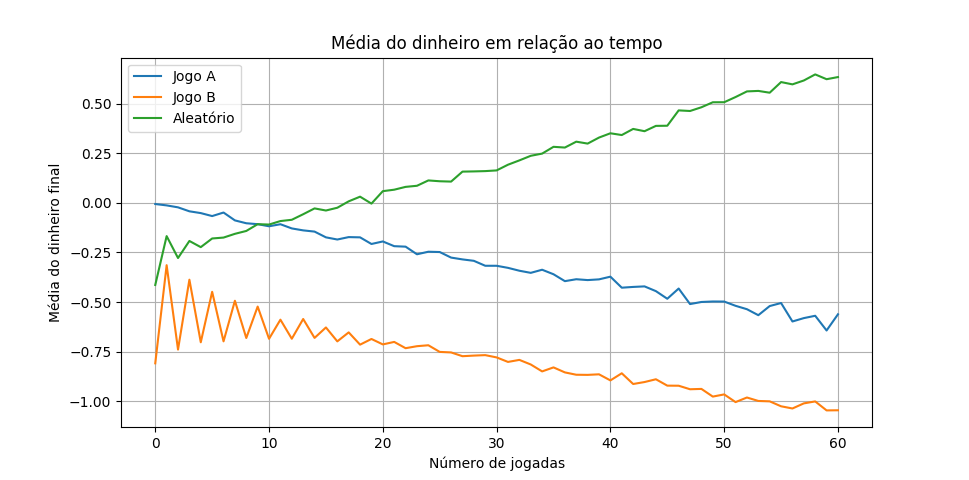 Média do dinheiro em relação ao tempo
Jogo A
Jogo B
Aleatório
Média do dinheiro final
0.50
0.25
0.00
−0.25
−0.50
−0.75
−1.00
0 10 20 30 40 50 60
Número de jogadas